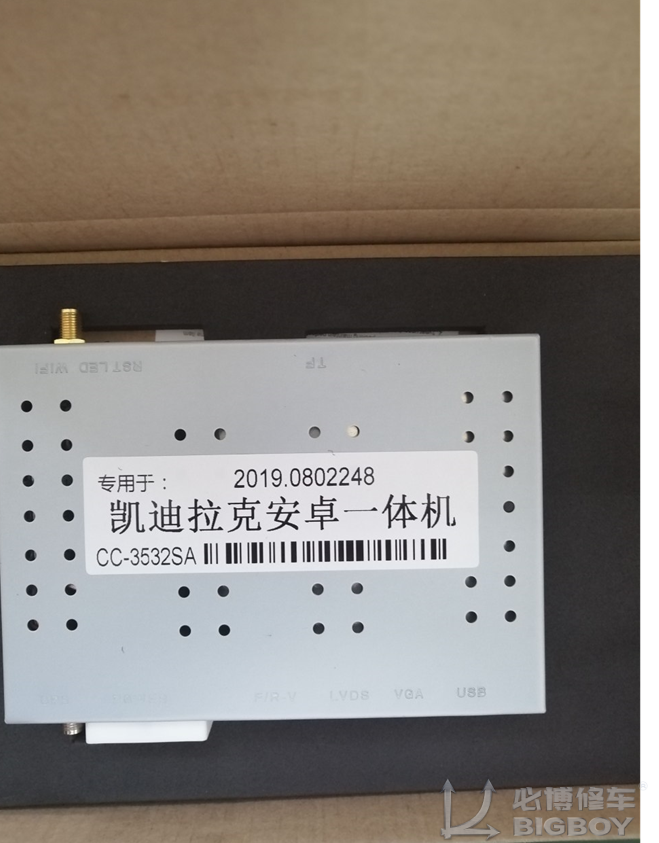 WIFI RST LED TF
专用于： 2019.0802248
凯迪拉克安卓一体机
CC-3532SA
F/R-V LVDS VGA USB
必博修车
BIGBOY